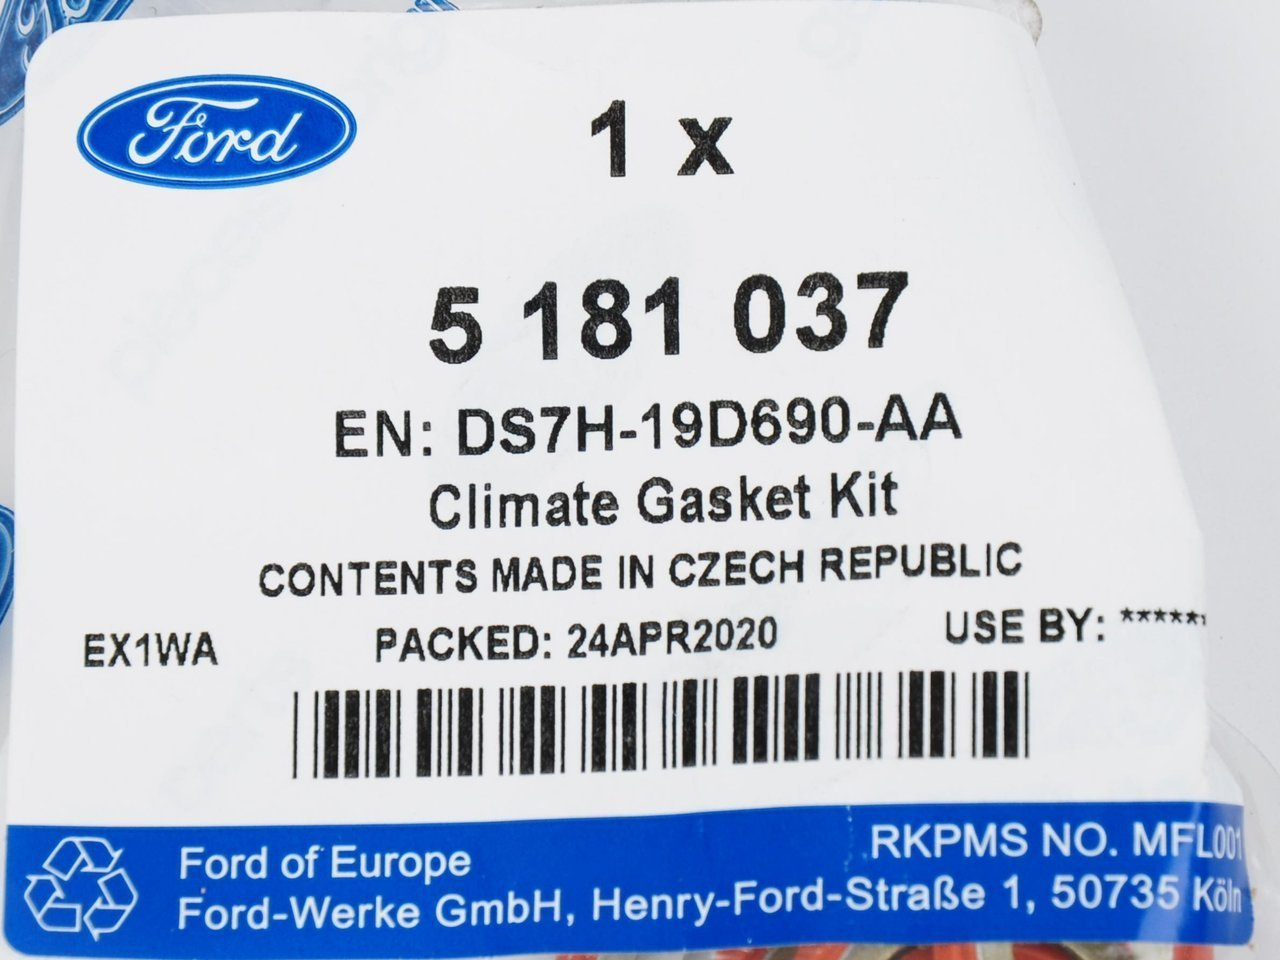 Ford
1 x
5 181 037
EN: DS7H-19D690-AA
Climate Gasket Kit
CONTENTS MADE IN CZECH REPUBLIC
EX1WA PACKED: 24APR2020 USE BY: ******
RKPMS NO. MFL001
Ford of Europe
Ford-Werke GmbH, Henry-Ford-Straße 1, 50735 Köln